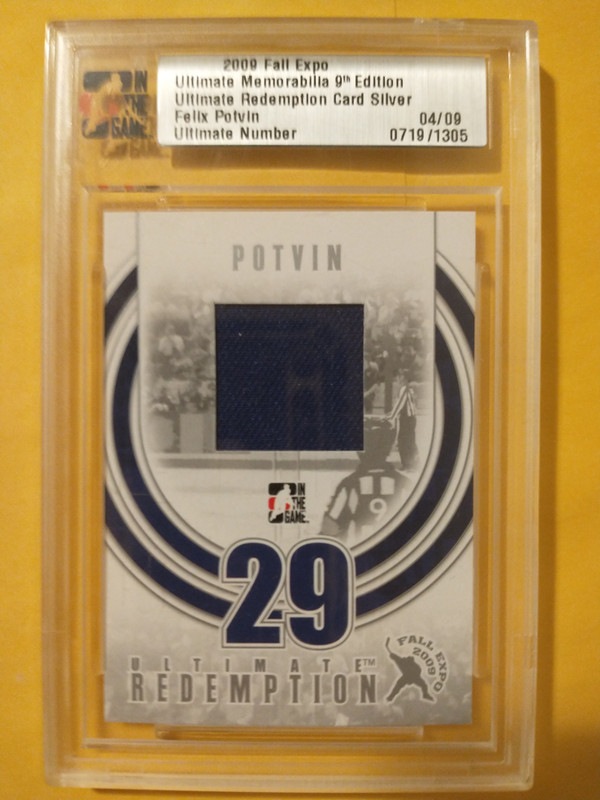 2009 Fall Expo
Ultimate Memorabilia 9th Edition
Ultimate Redemption Card Silver
Felix Potvin 04/09
Ultimate Number 0719/1305
IN
THE
GAME
POTVIN
IN
THE
GAME
29
ULTIMATE™
REDEMPTION
FALL EXPO
2009